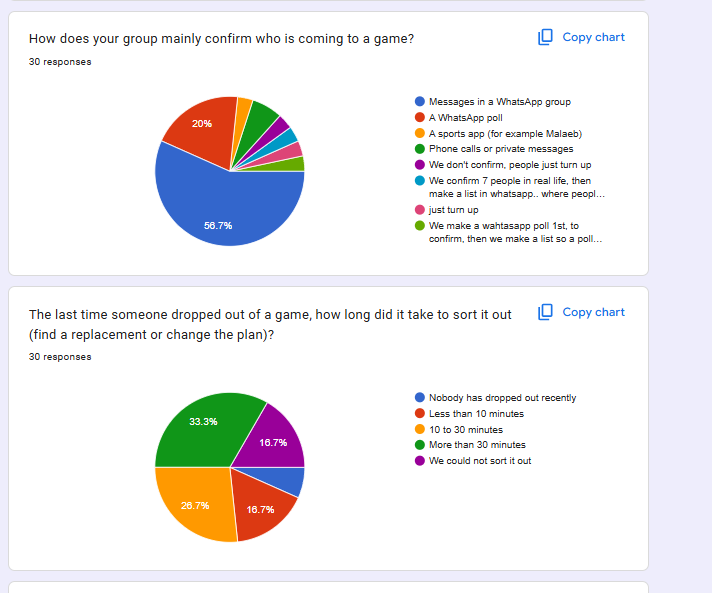 How does your group mainly confirm who is coming to a game?
Copy chart
30 responses
Messages in a WhatsApp group
A WhatsApp poll
A sports app (for example Malaeb)
Phone calls or private messages
We don't confirm, people just turn up
We confirm 7 people in real life, then
make a list in whatsapp.. where peopl...
just turn up
We make a wahtasapp poll 1st, to
confirm, then we make a list so a poll...
20%
56.7%
The last time someone dropped out of a game, how long did it take to sort it out
(find a replacement or change the plan)?
Copy chart
30 responses
Nobody has dropped out recently
Less than 10 minutes
10 to 30 minutes
More than 30 minutes
We could not sort it out
33.3%
16.7%
26.7%
16.7%